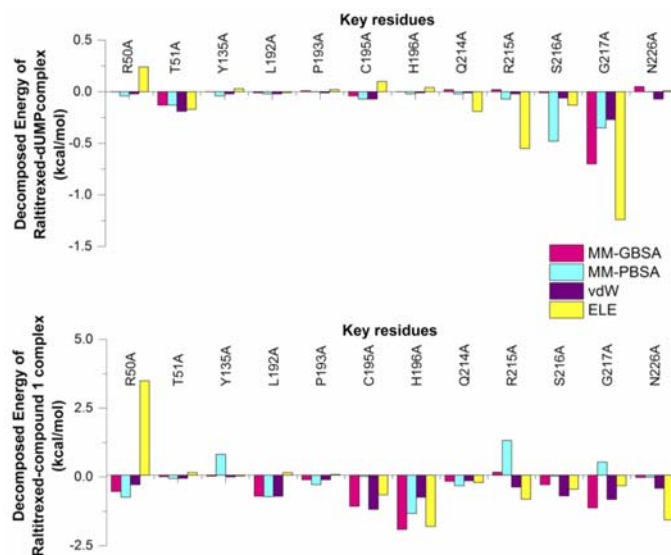 Key residues
R50A T51A Y135A L192A P193A C195A H196A Q214A R215A S216A G217A N226A
Decomposed Energy of
Raltitrexed-dUMPcomplex
(kcal/mol)
0.5
0.0
-0.5
-1.0
-1.5
MM-GBSA
MM-PBSA
vdW
ELE
Key residues
R50A T51A Y135A L192A P193A C195A H196A Q214A R215A S216A G217A N226A
Decomposed Energy of
Raltitrexed-compound 1 complex
(kcal/mol)
5.0
2.5
0.0
-2.5